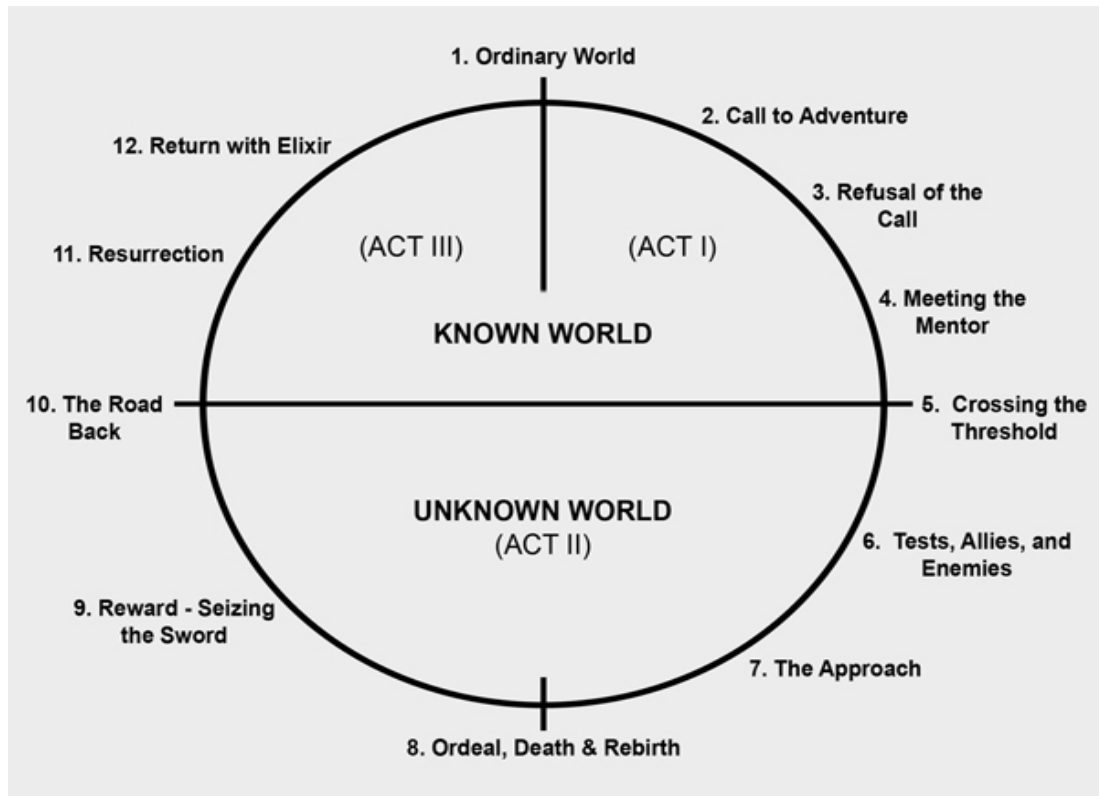 1. Ordinary World
2. Call to Adventure
12. Return with Elixir
3. Refusal of the
Call
(ACT III)
(ACT I)
11. Resurrection
4. Meeting the
Mentor
KNOWN WORLD
10. The Road
Back
5. Crossing the
Threshold
UNKNOWN WORLD
(ACT II)
6. Tests, Allies, and
Enemies
9. Reward - Seizing
the Sword
7. The Approach
8. Ordeal, Death & Rebirth